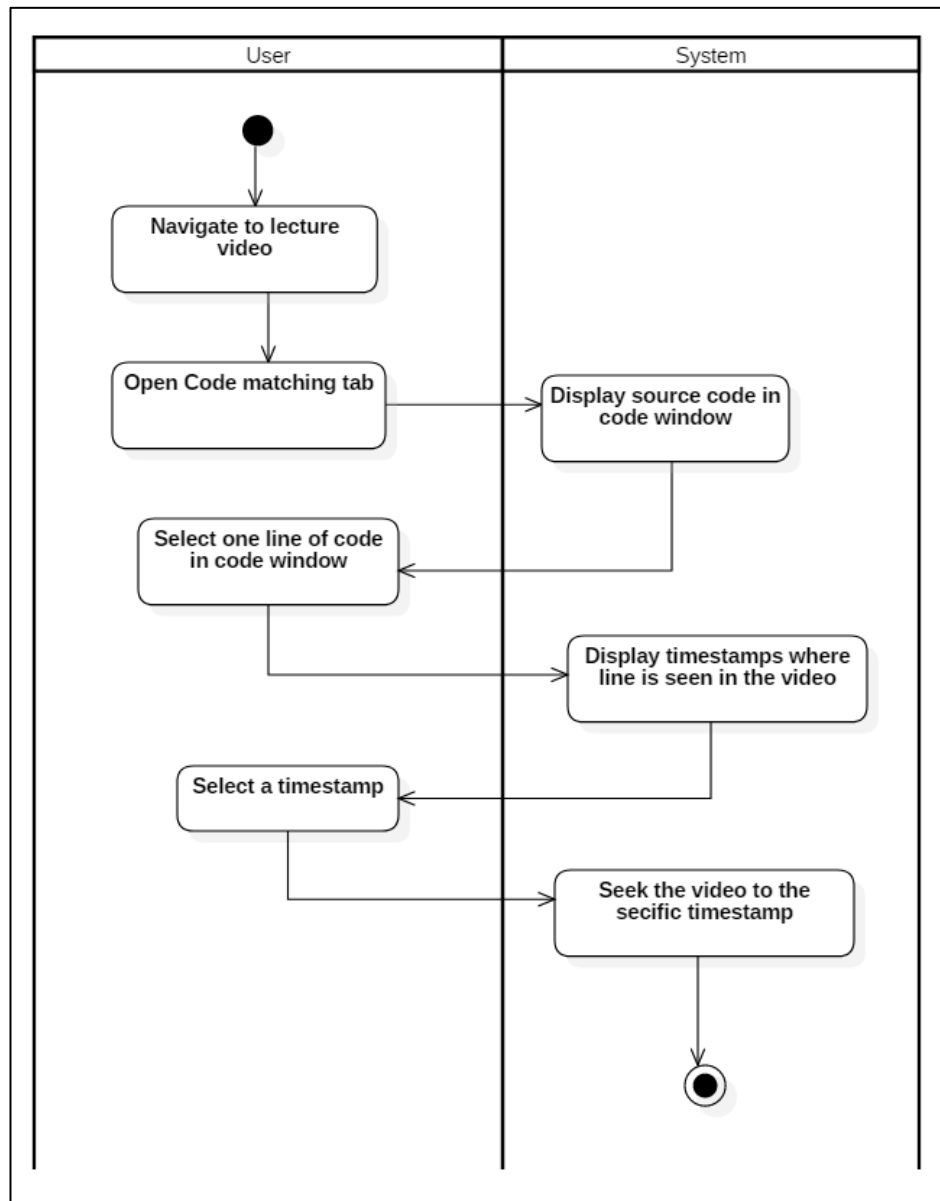 User
System
Navigate to lecture
video
Open Code matching tab
Display source code in
code window
Select one line of code
in code window
Display timestamps where
line is seen in the video
Select a timestamp
Seek the video to the
secific timestamp